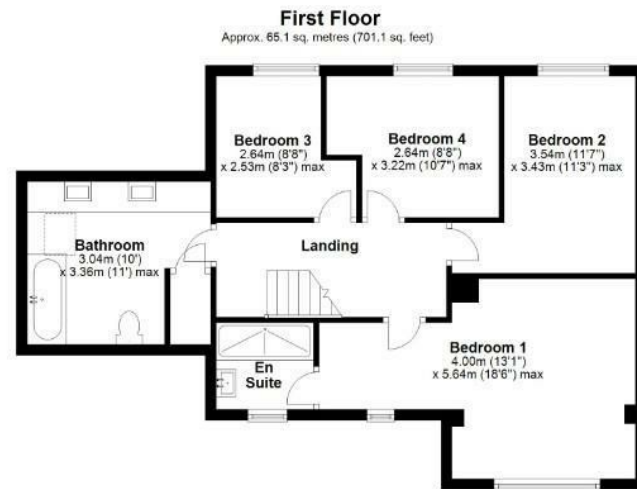 First Floor
Approx. 65.1 sq. metres (701.1 sq. feet)
Bedroom 3
2.64m (8'8")
x 2.53m (8'3") max
Bedroom 4
2.64m (8'8")
x 3.22m (10'7") max
Bedroom 2
3.54m (11'7")
x 3.43m (11'3") max
Bathroom
3.04m (10')
x 3.36m (11') max
Landing
En
Suite
Bedroom 1
4.00m (13'1")
x 5.64m (18'6") max